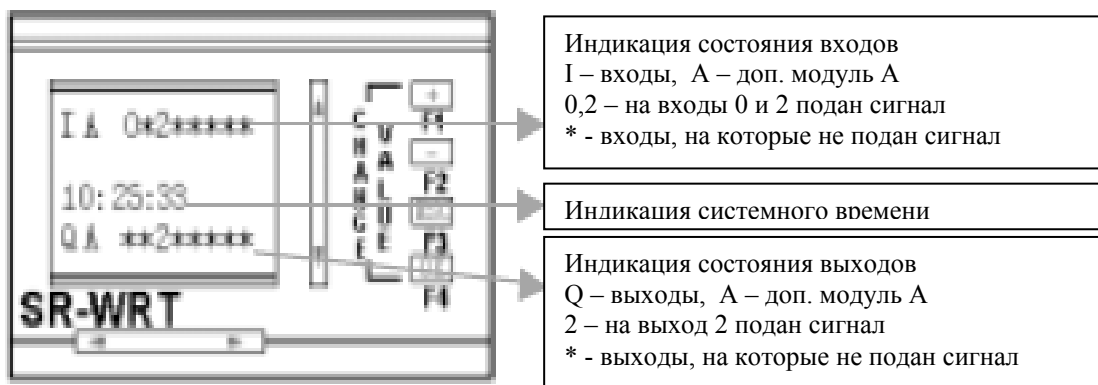 I A 0*2*****
10:25:33
Q A **2*****
SR-WRT
CHANGE
VALUE
+
F1
-
F2
F3
F4
Индикация состояния входов
I – входы, A – доп. модуль A
0,2 – на входы 0 и 2 подан сигнал
* - входы, на которые не подан сигнал
Индикация системного времени
Индикация состояния выходов
Q – выходы, A – доп. модуль A
2 – на выход 2 подан сигнал
* - выходы, на которые не подан сигнал